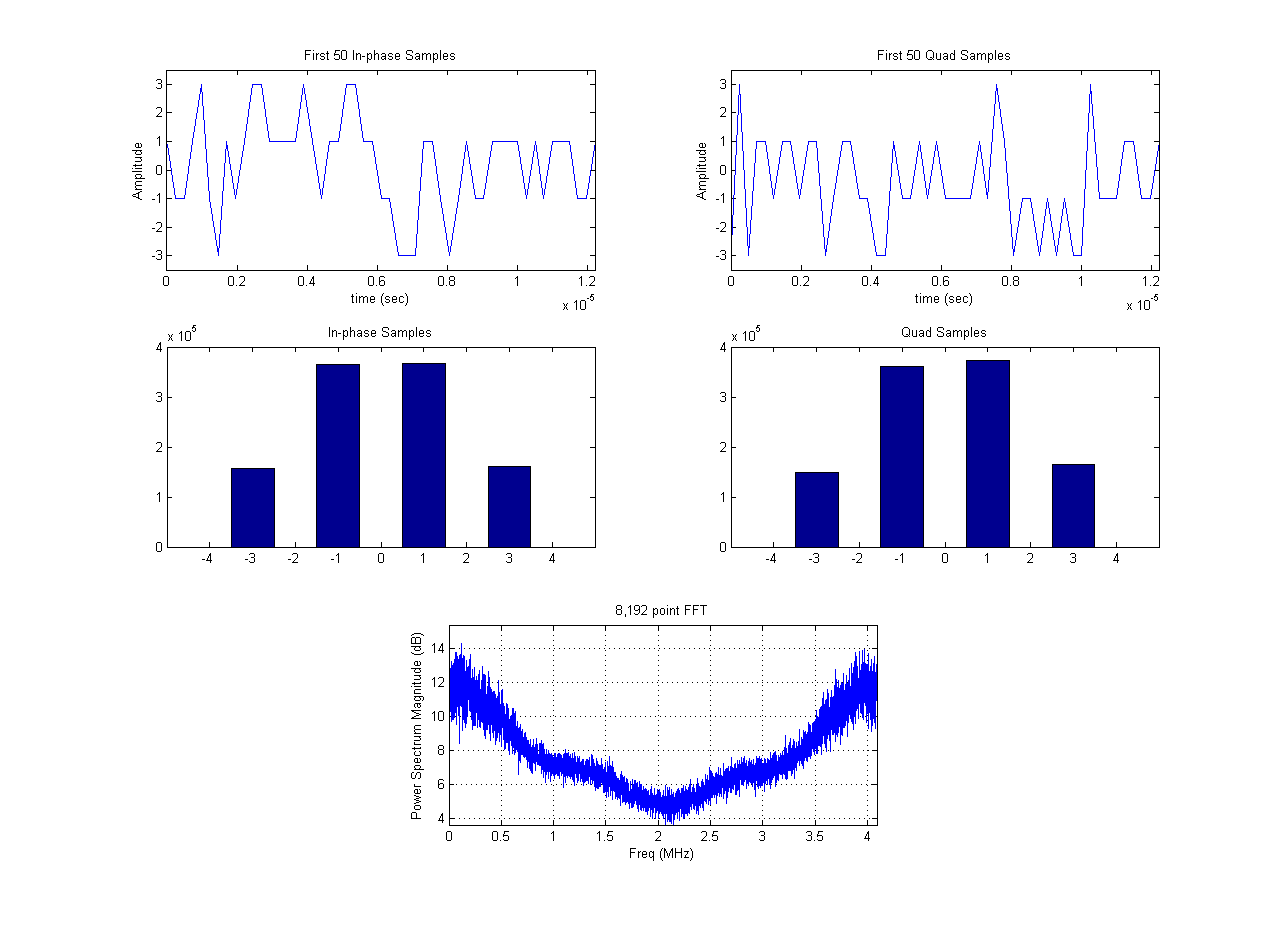 First 50 In-phase Samples
3
2
1
0
-1
-2
-3
Amplitude
0 0.2 0.4 0.6 0.8 1 1.2
time (sec)
x 10-5
First 50 Quad Samples
3
2
1
0
-1
-2
-3
Amplitude
0 0.2 0.4 0.6 0.8 1 1.2
time (sec)
x 10-5
In-phase Samples
x 105
4
3
2
1
0
-4 -3 -2 -1 0 1 2 3 4
Quad Samples
x 105
4
3
2
1
0
-4 -3 -2 -1 0 1 2 3 4
8,192 point FFT
14
12
10
8
6
4
Power Spectrum Magnitude (dB)
0 0.5 1 1.5 2 2.5 3 3.5 4
Freq (MHz)